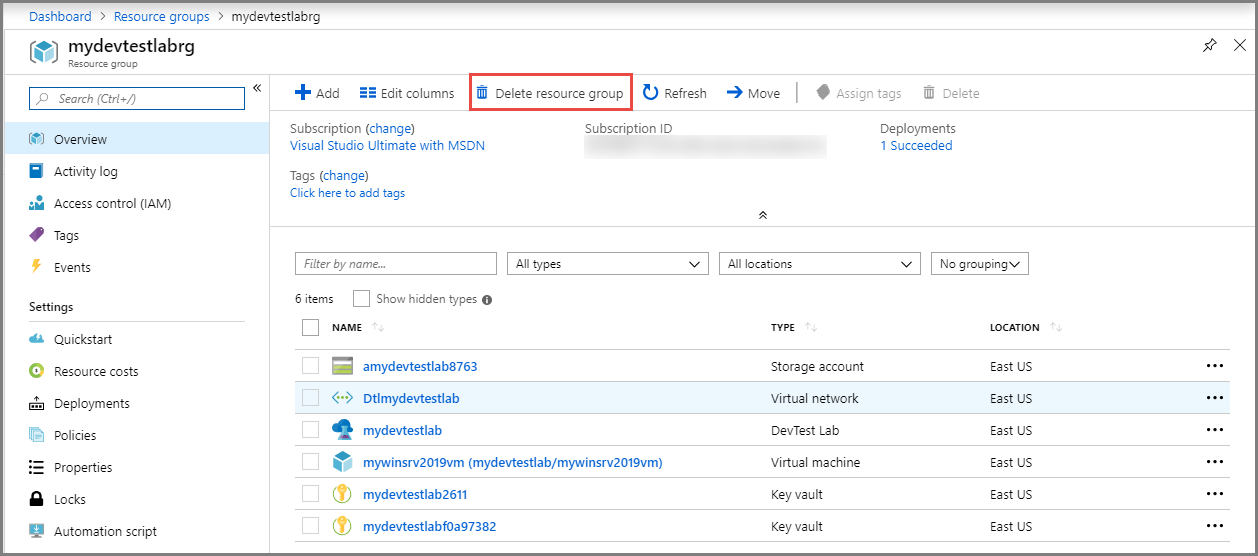 Dashboard > Resource groups > mydevtestlabrg
mydevtestlabrg
Resource group
Search (Ctrl+/)
Overview
Activity log
Access control (IAM)
Tags
Events
Settings
Quickstart
Resource costs
Deployments
Policies
Properties
Locks
Automation script
Add Edit columns Delete resource group Refresh Move Assign tags Delete
Subscription (change) Subscription ID Deployments
Visual Studio Ultimate with MSDN 1 Succeeded
Tags (change)
Click here to add tags
Filter by name... All types All locations No grouping
6 items Show hidden types
NAME TYPE LOCATION
amydevtestlab8763 Storage account East US
Dtlmydevtestlab Virtual network East US
mydevtestlab DevTest Lab East US
mywinsrv2019vm (mydevtestlab/mywinsrv2019vm) Virtual machine East US
mydevtestlab2611 Key vault East US
mydevtestlabf0a97382 Key vault East US